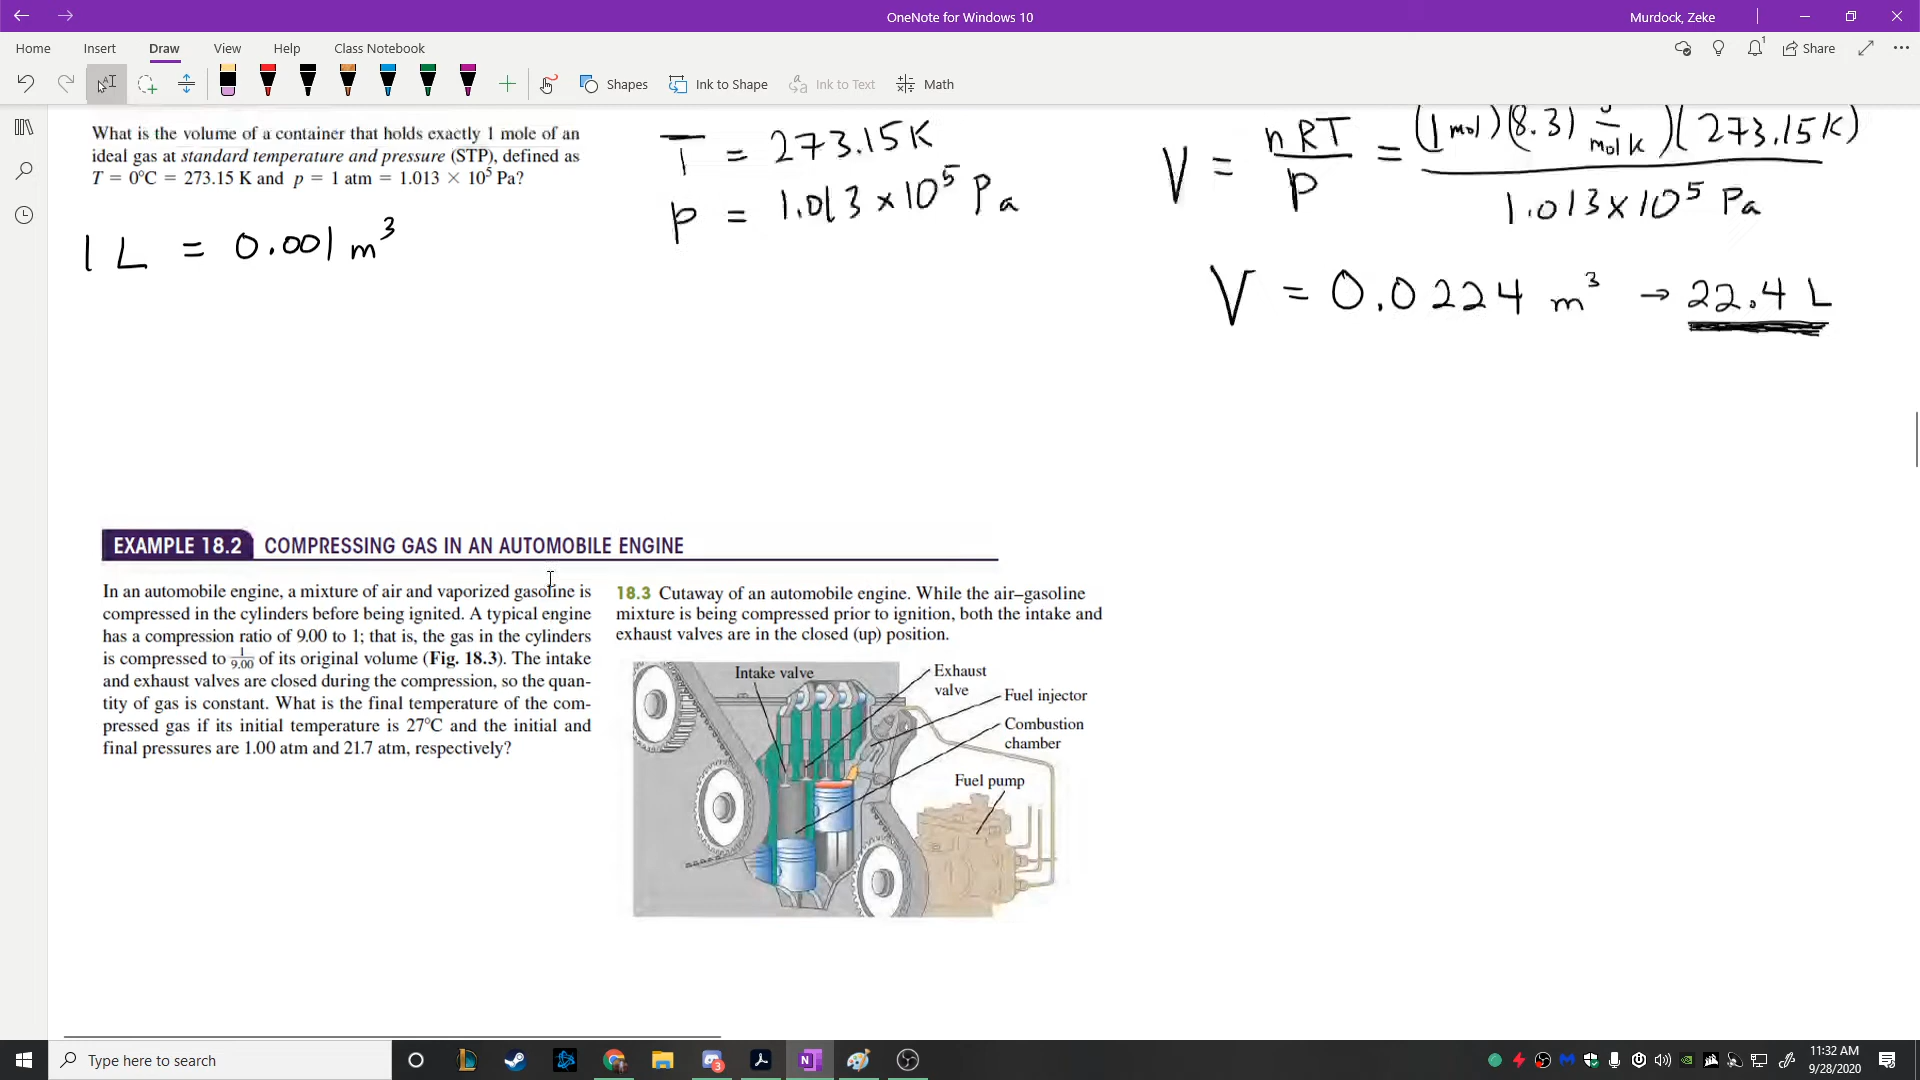 OneNote for Windows 10
Murdock, Zeke
Home Insert Draw View Help Class Notebook
1
Share
Shapes Ink to Shape Ink to Text Math
What is the volume of a container that holds exactly 1 mole of an
ideal gas at standard temperature and pressure (STP), defined as
T = 0°C = 273.15 K and p = 1 atm = 1.013 × 10⁵ Pa?
1 L = 0.001 m³
T = 273.15 K
p = 1.013 × 10⁵ Pa
V = nRT/p = (1 mol)(8.31 J/mol K)(273.15 K)/1.013 × 10⁵ Pa
V = 0.0224 m³ → 22.4 L
EXAMPLE 18.2 COMPRESSING GAS IN AN AUTOMOBILE ENGINE
In an automobile engine, a mixture of air and vaporized gasoline is
compressed in the cylinders before being ignited. A typical engine
has a compression ratio of 9.00 to 1; that is, the gas in the cylinders
is compressed to 1/9.00 of its original volume (Fig. 18.3). The intake
and exhaust valves are closed during the compression, so the quan-
tity of gas is constant. What is the final temperature of the com-
pressed gas if its initial temperature is 27°C and the initial and
final pressures are 1.00 atm and 21.7 atm, respectively?
18.3 Cutaway of an automobile engine. While the air–gasoline
mixture is being compressed prior to ignition, both the intake and
exhaust valves are in the closed (up) position.
Intake valve
Exhaust
valve
Fuel injector
Combustion
chamber
Fuel pump
Type here to search
3
11:32 AM
9/28/2020